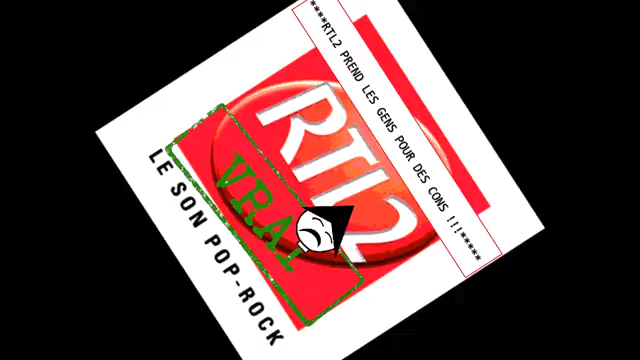 ****RTL2 PREND LES GENS POUR DES CONS !!!*****
RTL2
VRAI
LE SON POP-ROCK